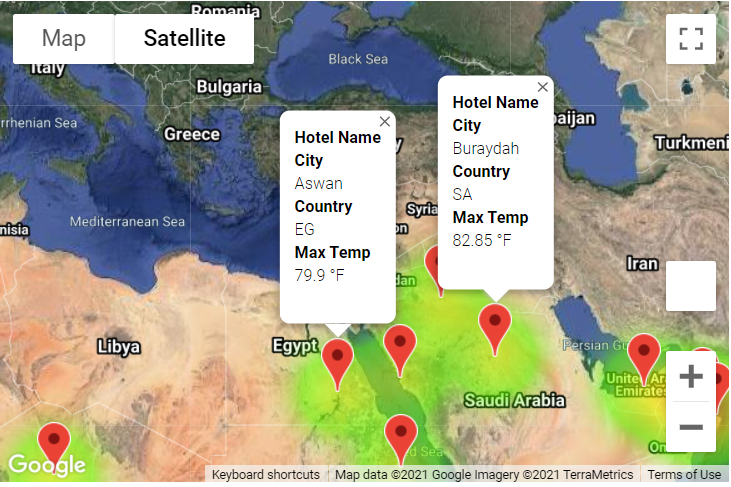 Map
Satellite
Romania
Italy
Black Sea
Bulgaria
Greece
Hotel Name
City
Buraydah
Country
SA
Max Temp
82.85 °F
Hotel Name
City
Aswan
Country
EG
Max Temp
79.9 °F
rrhenian Sea
baijan
Turkmeni
Mediterranean Sea
nisia
Syria
Iran
dan
Libya
Egypt
Persian Gu
Saudi Arabia
United Ara
Emirates
d Sea
Om
Google
Keyboard shortcuts
Map data ©2021 Google Imagery ©2021 TerraMetrics
Terms of Use